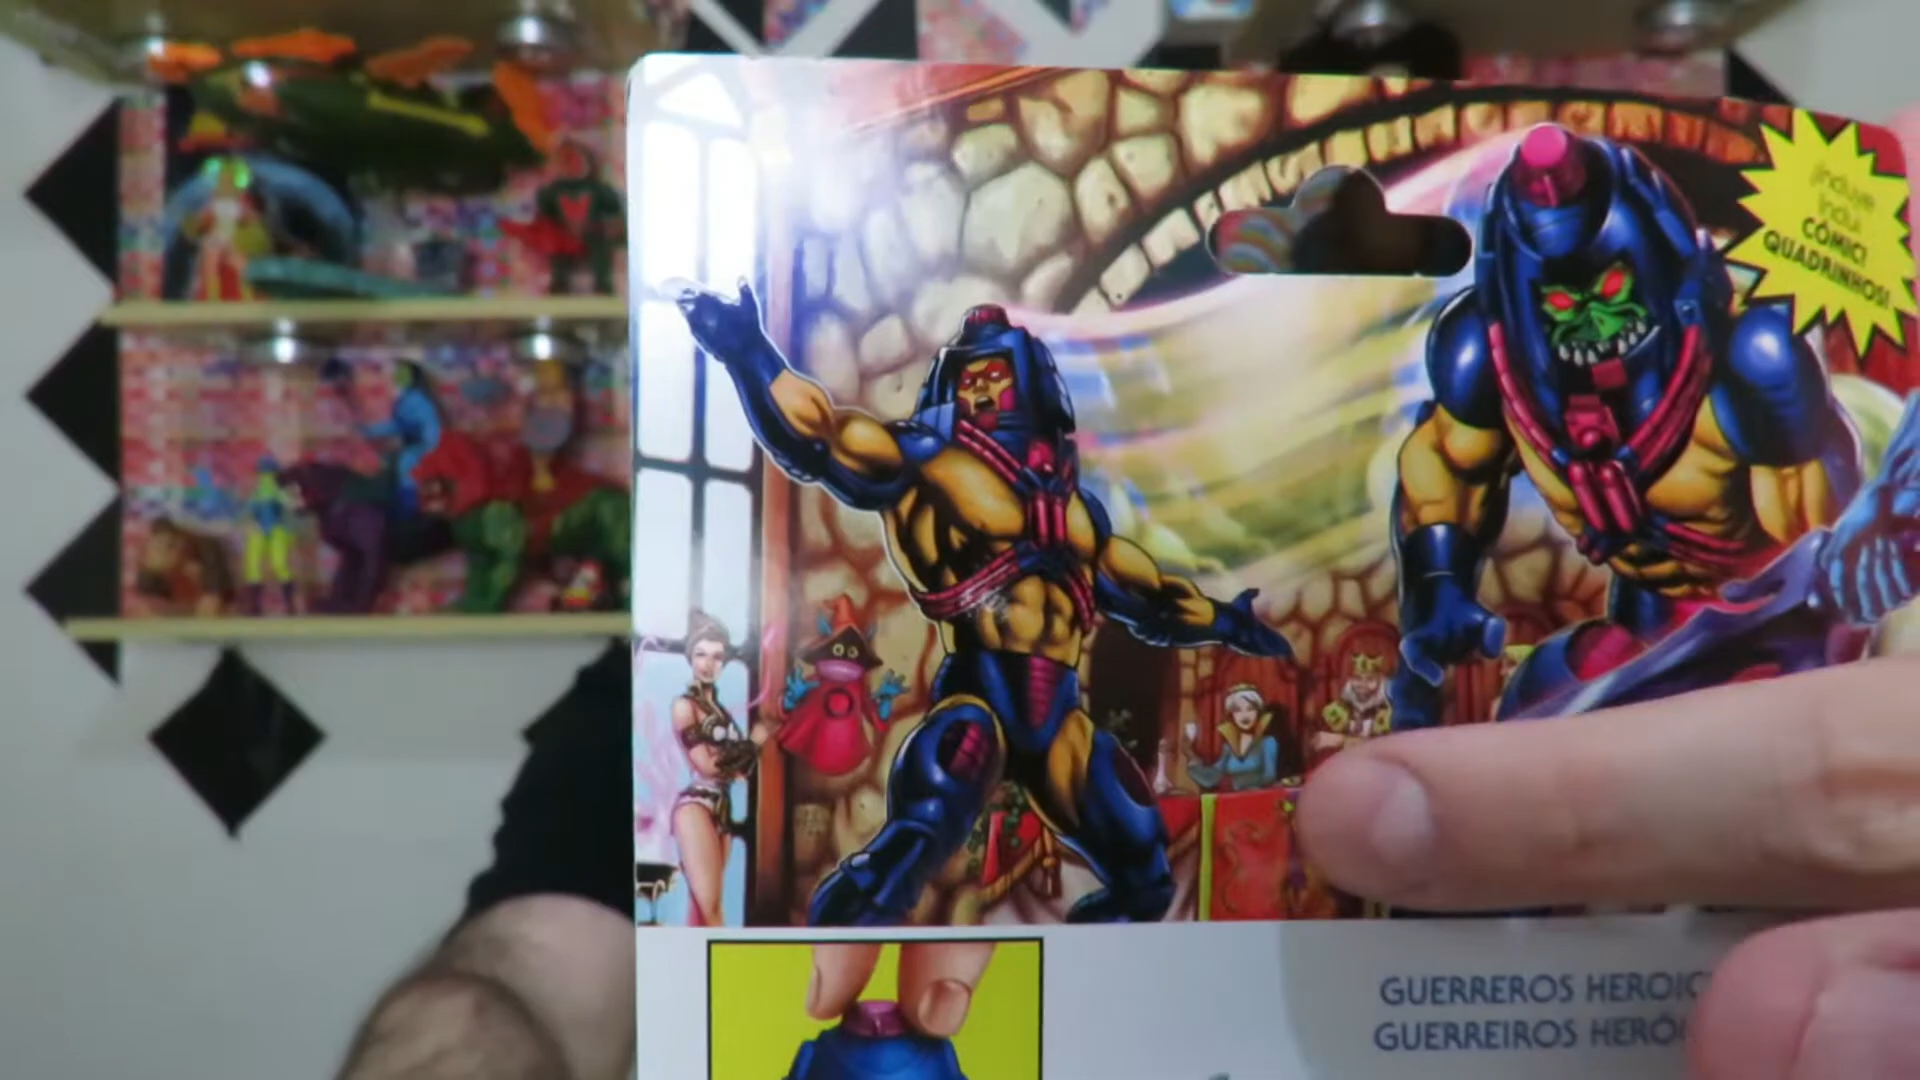 ¡Incluye
Inclui
CÓMIC!
QUADRINHOS!
GUERREROS HEROIC
GUERREIROS HERÓ